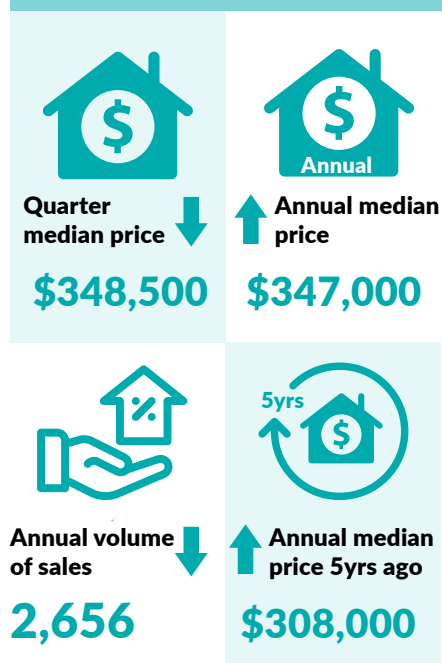 $
$
Annual
Quarter
median price
$348,500
Annual median
price
$347,000
%
5yrs
$
Annual volume
of sales
2,656
Annual median
price 5yrs ago
$308,000